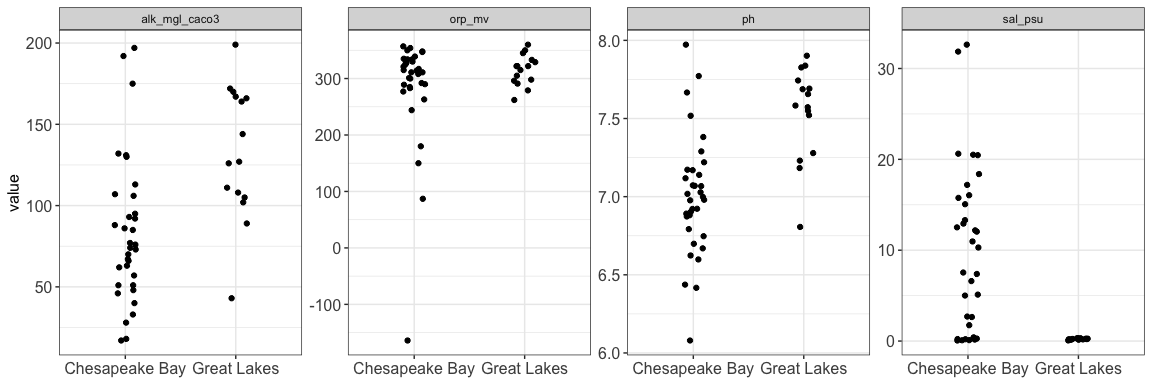 alk_mgl_caco3
orp_mv
ph
sal_psu
value
200
150
100
50
300
200
100
0
-100
8.0
7.5
7.0
6.5
6.0
30
20
10
0
Chesapeake Bay Great Lakes
Chesapeake Bay Great Lakes
Chesapeake Bay Great Lakes
Chesapeake Bay Great Lakes